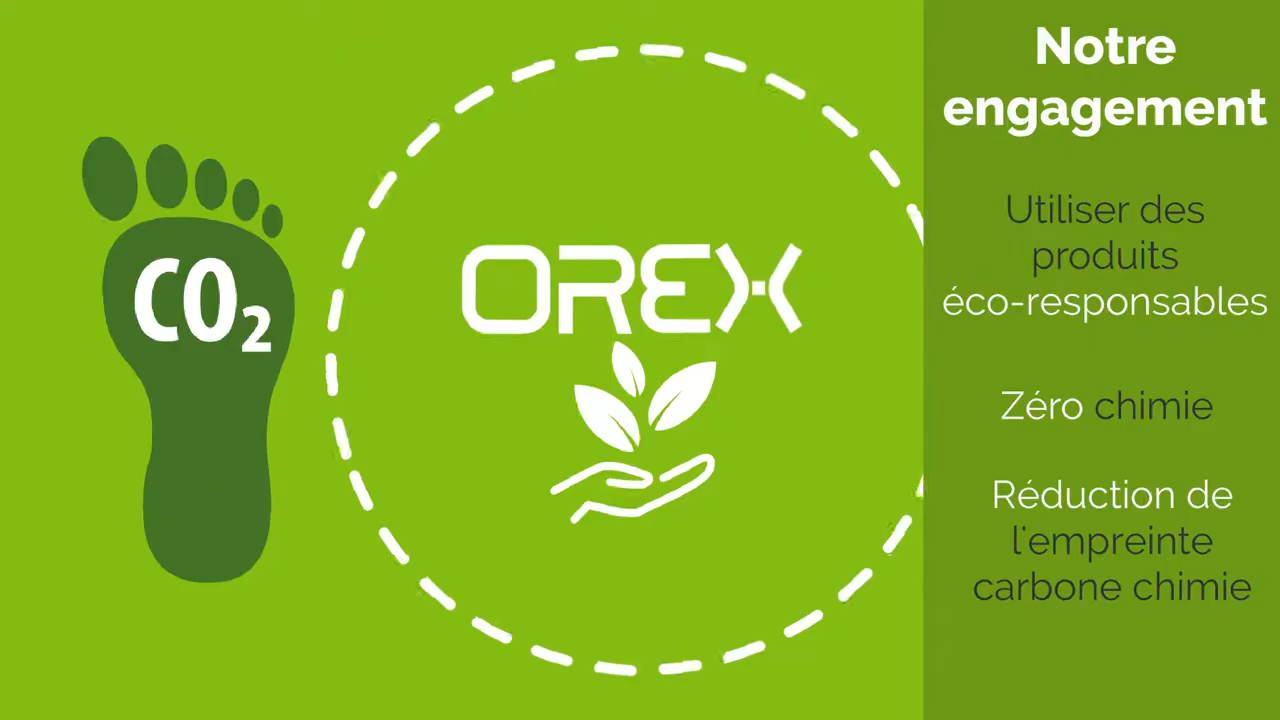 CO₂
OREX
Notre
engagement
Utiliser des
produits
éco-responsables
Zéro chimie
Réduction de
l'empreinte
carbone chimie